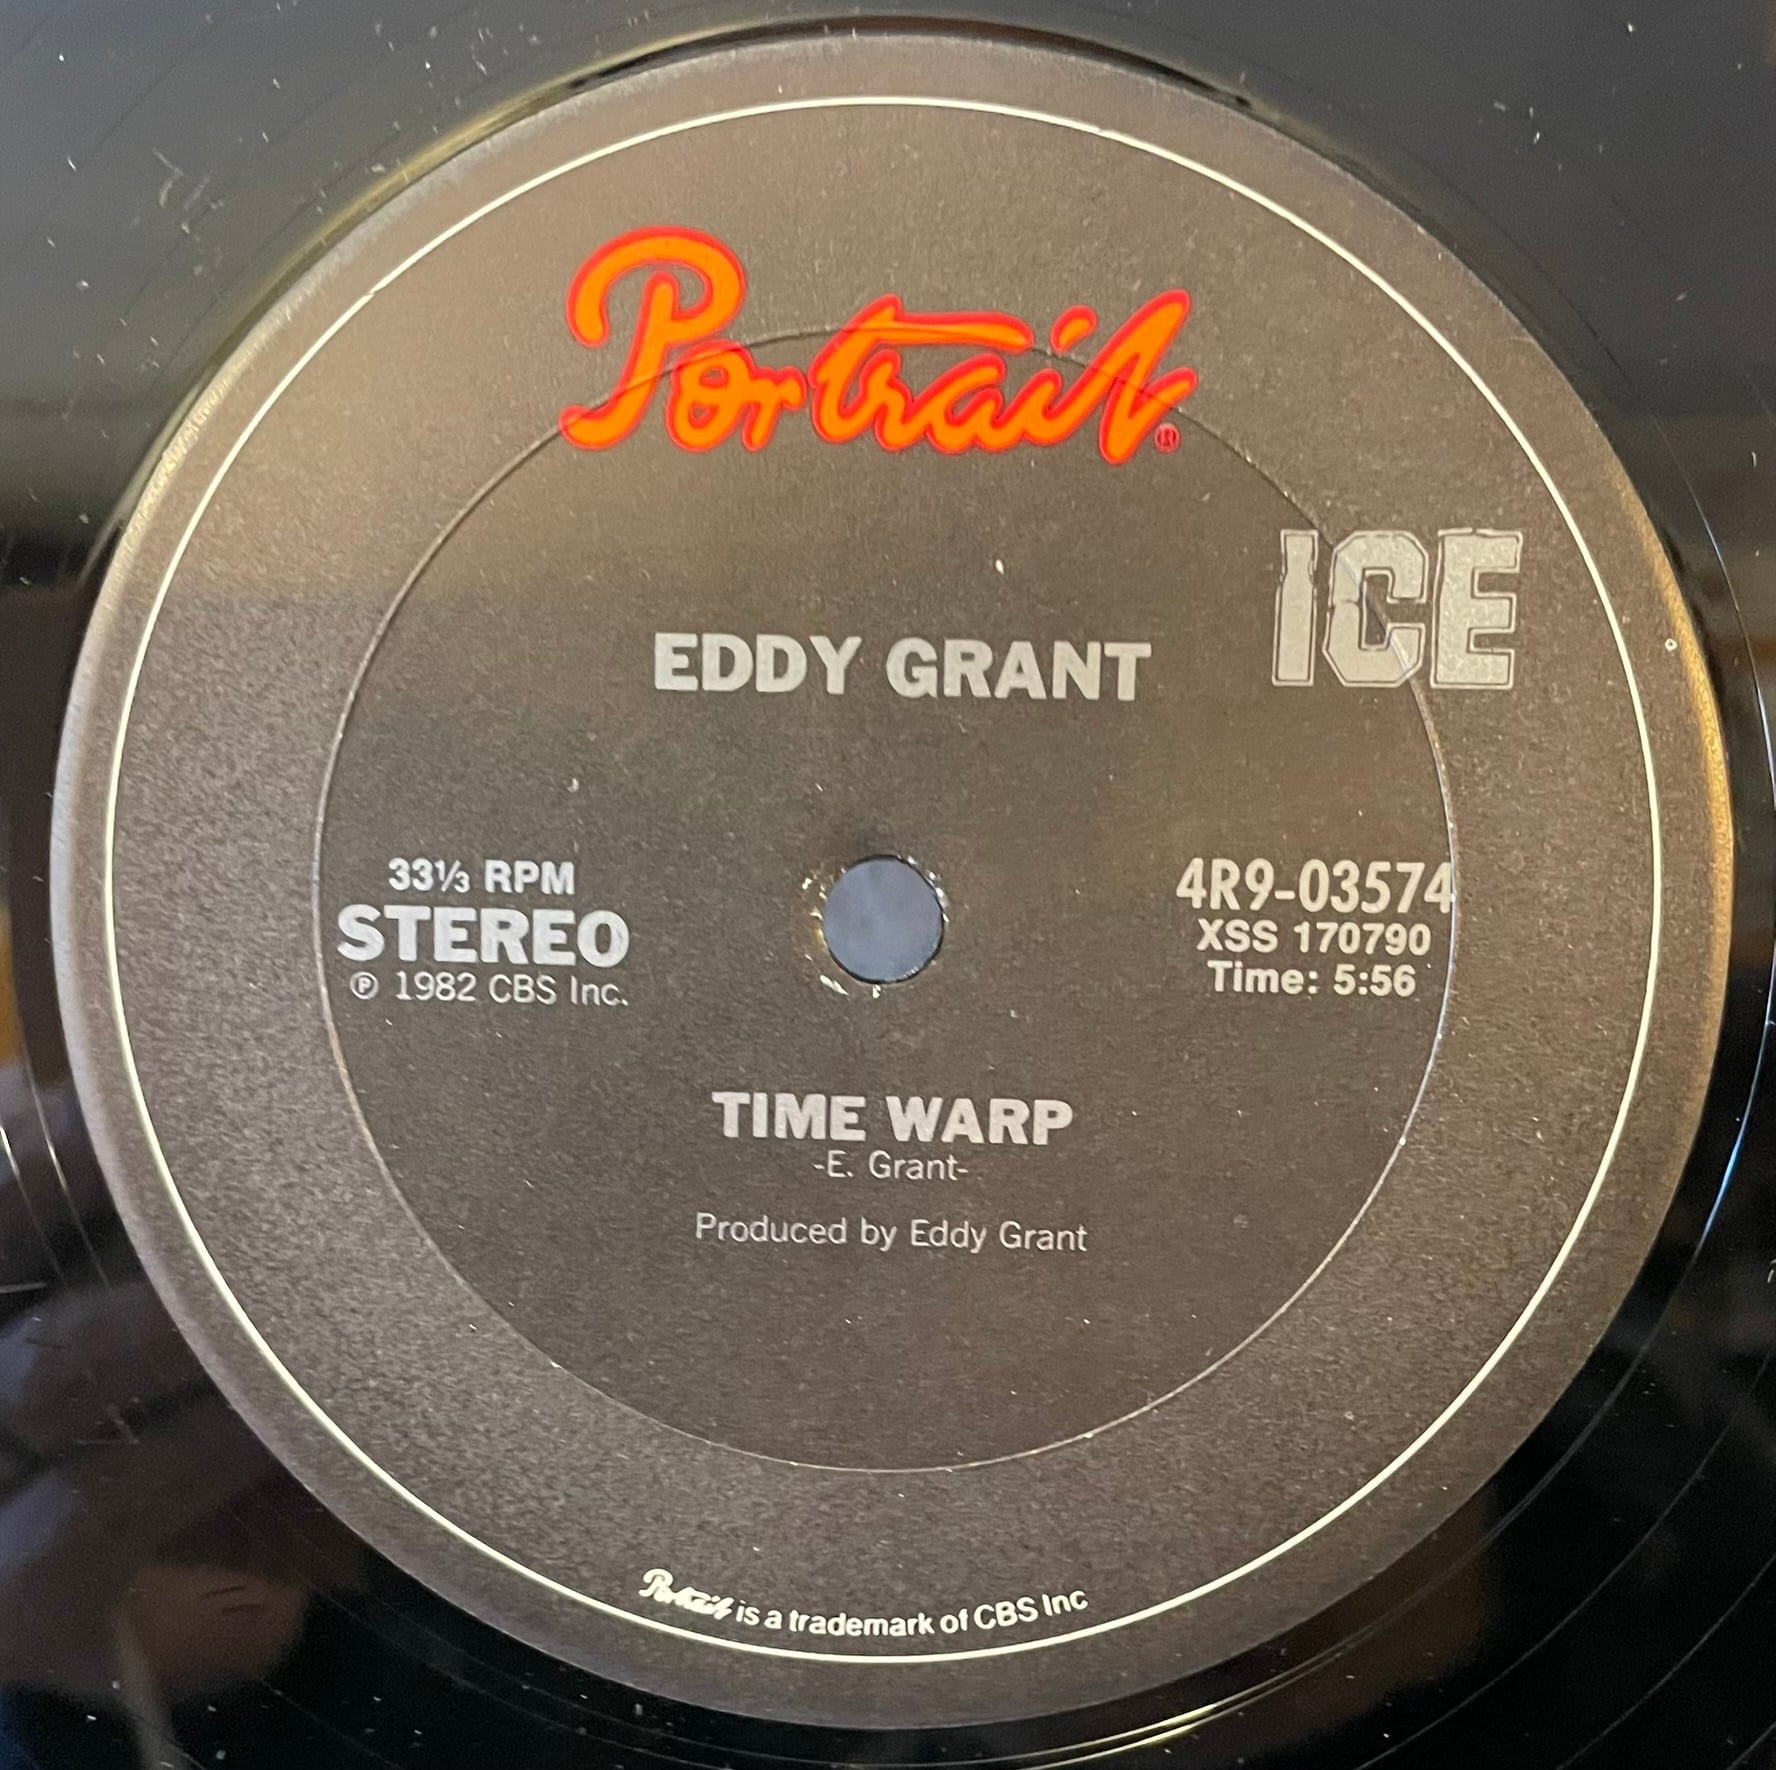 Portrait®
ICE
EDDY GRANT
33⅓ RPM
STEREO
℗ 1982 CBS Inc.
4R9-03574
XSS 170790
Time: 5:56
TIME WARP
-E. Grant-
Produced by Eddy Grant
Portrait is a trademark of CBS Inc